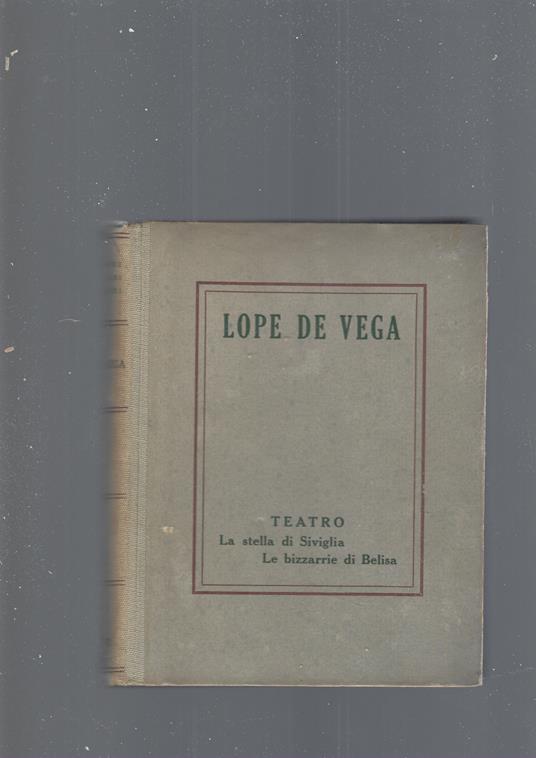 LOPE DE VEGA
TEATRO
La stella di Siviglia
Le bizzarrie di Belisa